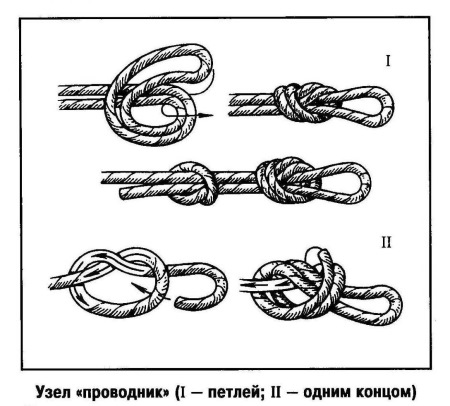 I
II
Узел «проводник» (I — петлей; II — одним концом)